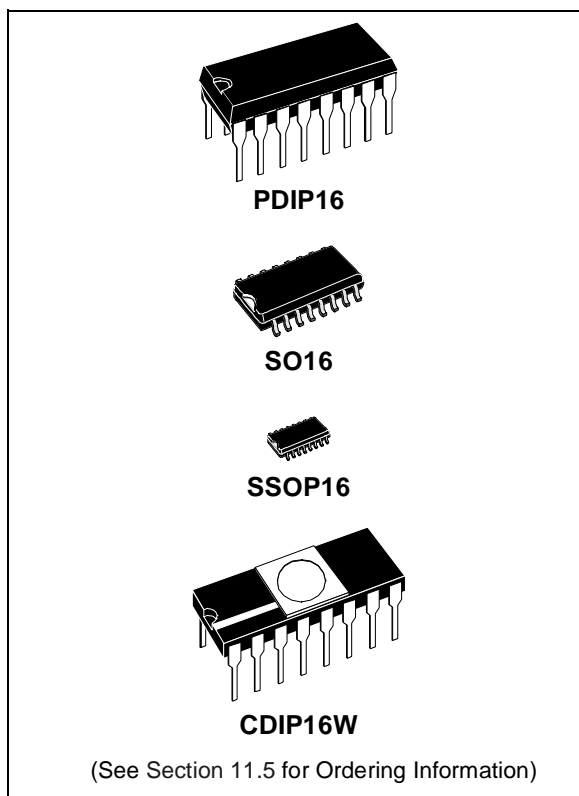 PDIP16
SO16
SSOP16
CDIP16W
(See Section 11.5 for Ordering Information)